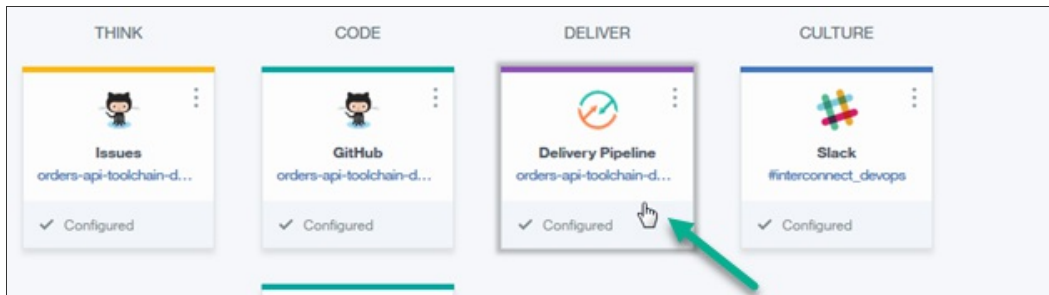 THINK
CODE
DELIVER
CULTURE
Issues
orders-api-toolchain-d...
✓ Configured
GitHub
orders-api-toolchain-d...
✓ Configured
Delivery Pipeline
orders-api-toolchain-d...
✓ Configured
Slack
#interconnect_devops
✓ Configured